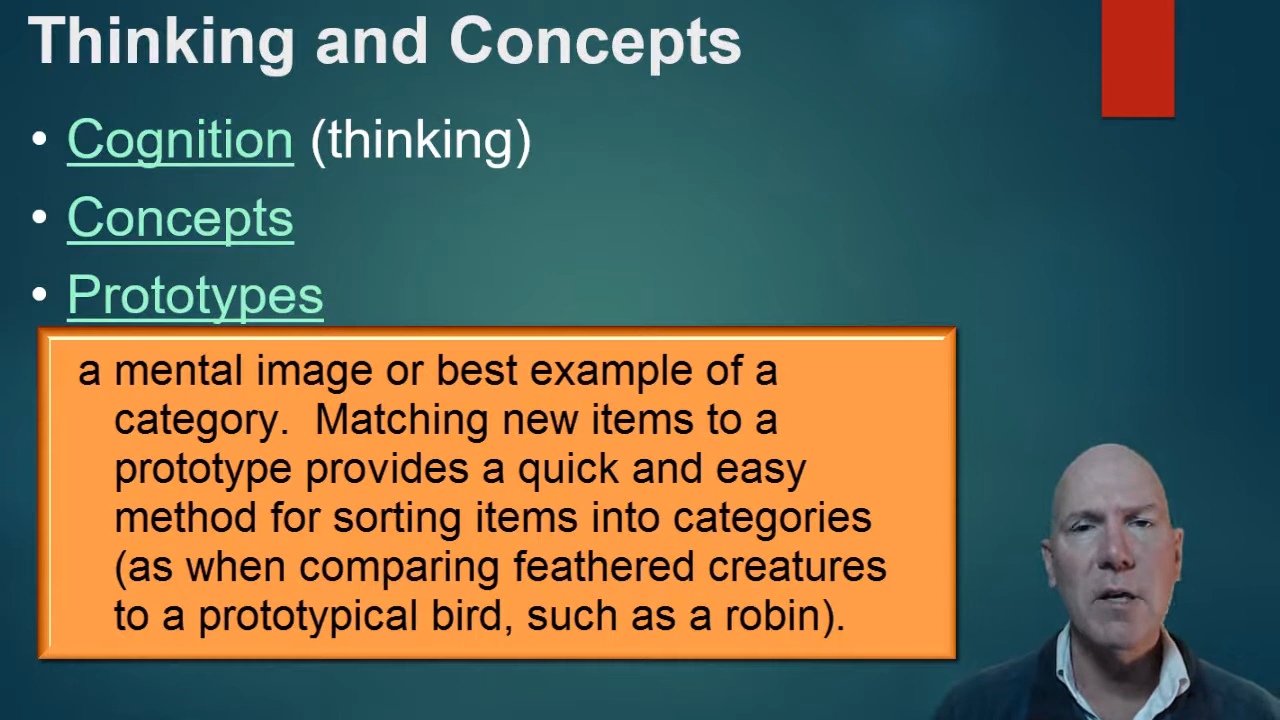 Thinking and Concepts
• Cognition (thinking)
• Concepts
• Prototypes
a mental image or best example of a
category.  Matching new items to a
prototype provides a quick and easy
method for sorting items into categories
(as when comparing feathered creatures
to a prototypical bird, such as a robin).